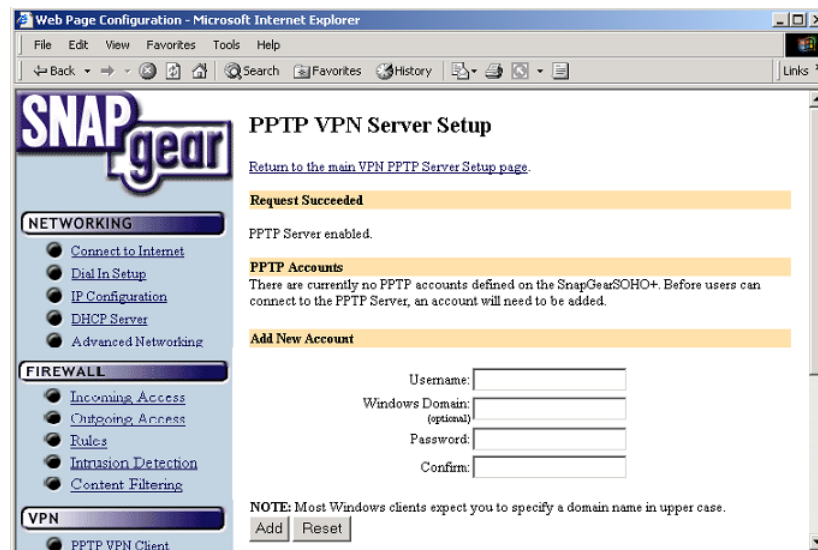 Web Page Configuration - Microsoft Internet Explorer
File Edit View Favorites Tools Help
Back Search Favorites History Links
SNAP gear
NETWORKING
Connect to Internet
Dial In Setup
IP Configuration
DHCP Server
Advanced Networking
FIREWALL
Incoming Access
Outgoing Access
Rules
Intrusion Detection
Content Filtering
VPN
PPTP VPN Client
PPTP VPN Server Setup
Return to the main VPN PPTP Server Setup page.
Request Succeeded
PPTP Server enabled.
PPTP Accounts
There are currently no PPTP accounts defined on the SnapGearSOHO+. Before users can
connect to the PPTP Server, an account will need to be added.
Add New Account
Username:
Windows Domain:
(optional)
Password:
Confirm:
NOTE: Most Windows clients expect you to specify a domain name in upper case.
Add Reset